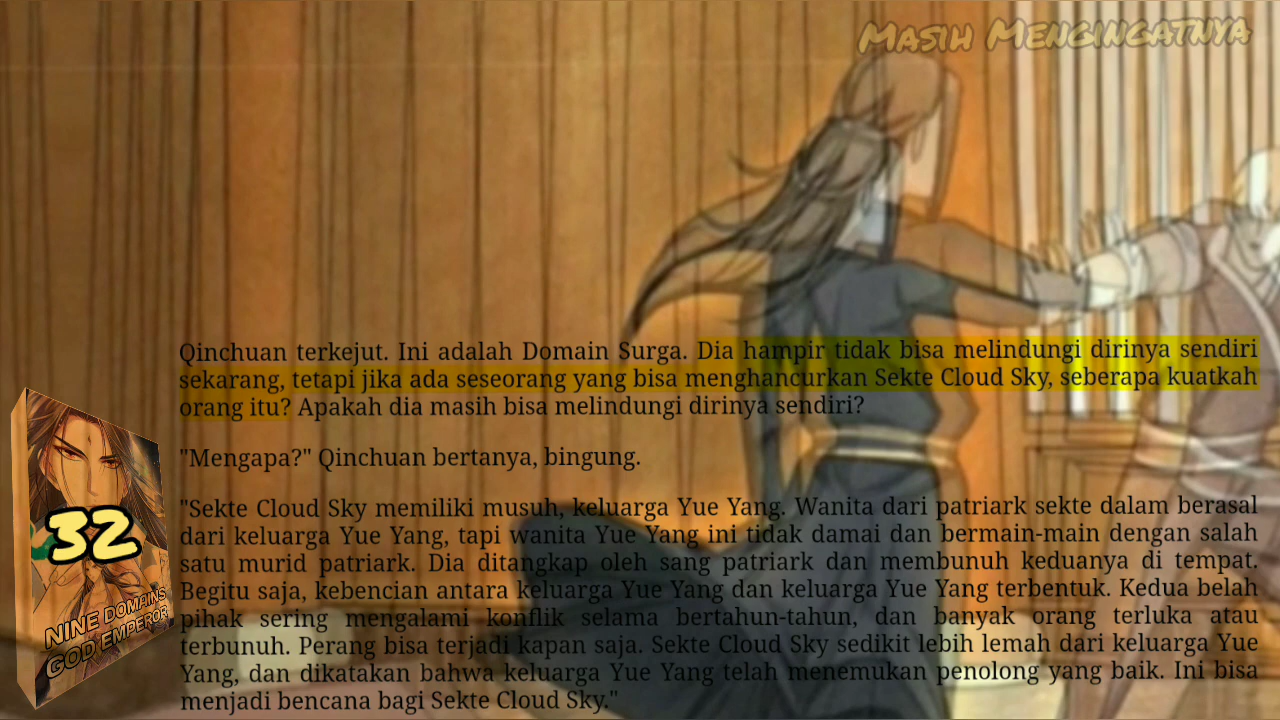 Masih Mengingatnya
Qinchuan terkejut. Ini adalah Domain Surga. Dia hampir tidak bisa melindungi dirinya sendiri
sekarang, tetapi jika ada seseorang yang bisa menghancurkan Sekte Cloud Sky, seberapa kuatkah
orang itu? Apakah dia masih bisa melindungi dirinya sendiri?
"Mengapa?" Qinchuan bertanya, bingung.
"Sekte Cloud Sky memiliki musuh, keluarga Yue Yang. Wanita dari patriark sekte dalam berasal
dari keluarga Yue Yang, tapi wanita Yue Yang ini tidak damai dan bermain-main dengan salah
satu murid patriark. Dia ditangkap oleh sang patriark dan membunuh keduanya di tempat.
Begitu saja, kebencian antara keluarga Yue Yang dan keluarga Yue Yang terbentuk. Kedua belah
pihak sering mengalami konflik selama bertahun-tahun, dan banyak orang terluka atau
terbunuh. Perang bisa terjadi kapan saja. Sekte Cloud Sky sedikit lebih lemah dari keluarga Yue
Yang, dan dikatakan bahwa keluarga Yue Yang telah menemukan penolong yang baik. Ini bisa
menjadi bencana bagi Sekte Cloud Sky."
32
NINE DOMAINS
GOD EMPEROR